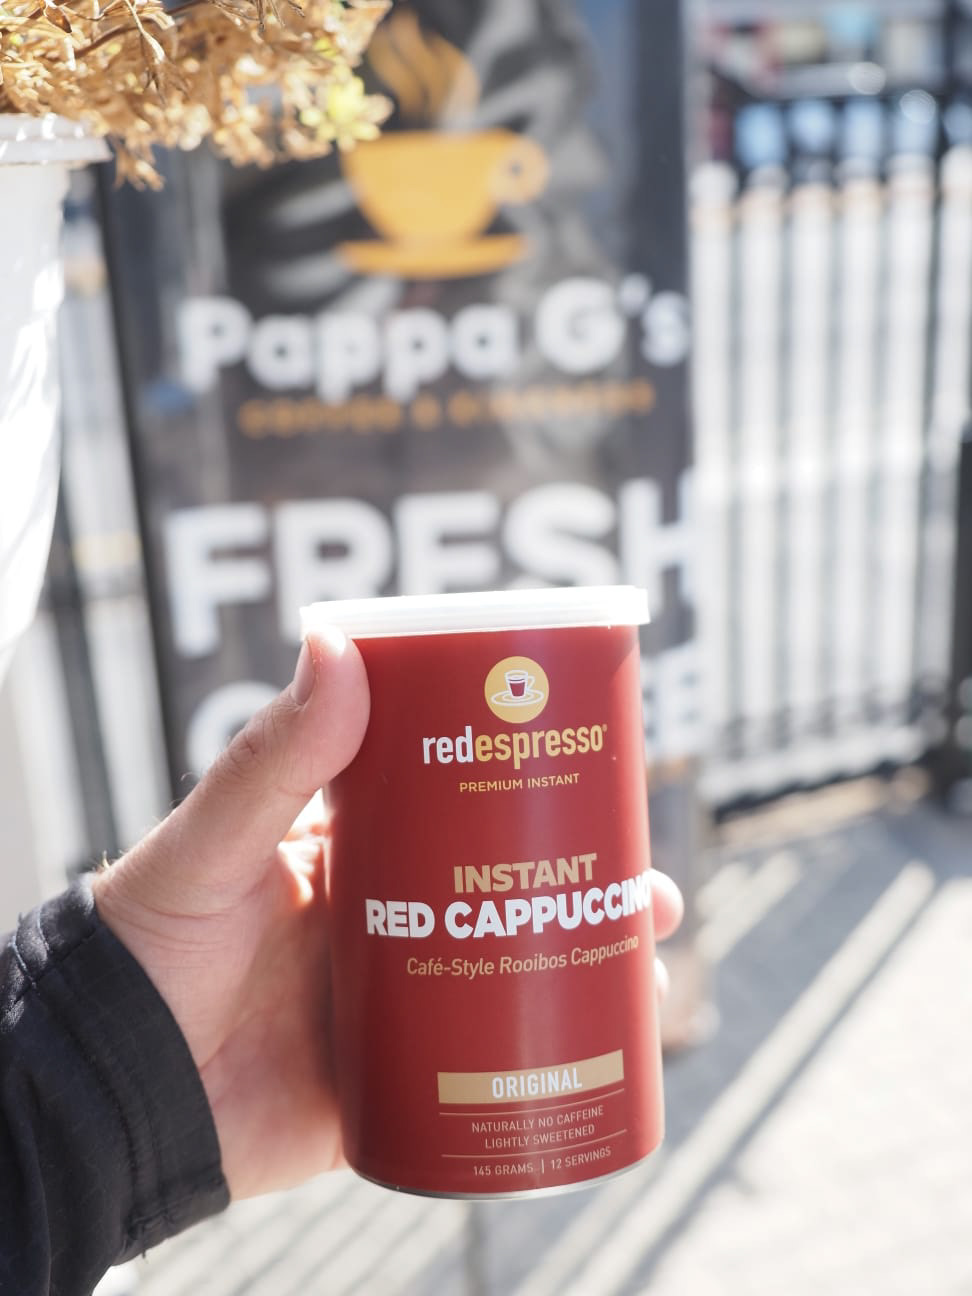 Pappa G's
FRESH
redespresso®
PREMIUM INSTANT
INSTANT
RED CAPPUCCINO
Café-Style Rooibos Cappuccino
ORIGINAL
NATURALLY NO CAFFEINE
LIGHTLY SWEETENED
145 GRAMS | 12 SERVINGS